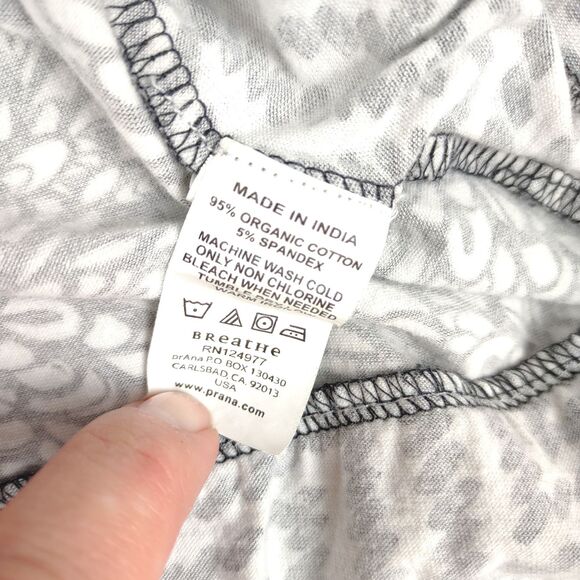 MADE IN INDIA
95% ORGANIC COTTON
5% SPANDEX
MACHINE WASH COLD
ONLY NON CHLORINE
BLEACH WHEN NEEDED
BReatHe
RN124977
prAna P.O. BOX 130430
CARLSBAD, CA. 92013
USA
www.prana.com